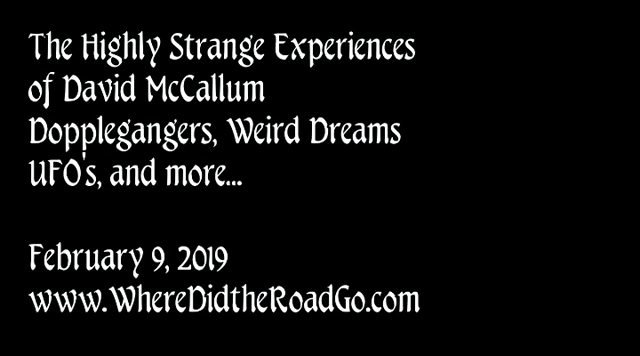 The Highly Strange Experiences
of David McCallum
Dopplegangers, Weird Dreams
UFO's, and more...
February 9, 2019
www.WhereDidtheRoadGo.com